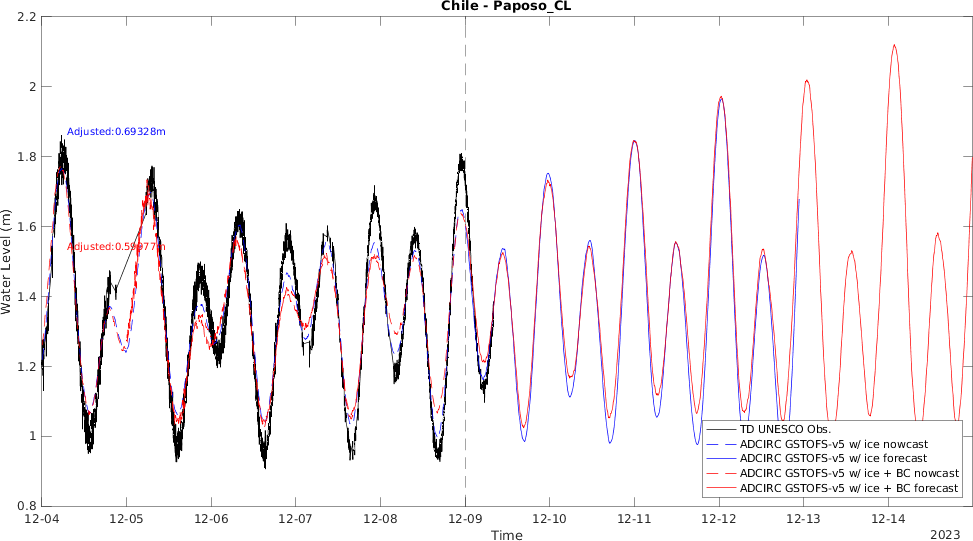 Chile - Paposo_CL
2.2
2
1.8
1.6
1.4
1.2
1
0.8
Water Level (m)
Adjusted:0.69328m
Adjusted:0.59977m
TD UNESCO Obs.
ADCIRC GSTOFS-v5 w/ ice nowcast
ADCIRC GSTOFS-v5 w/ ice forecast
ADCIRC GSTOFS-v5 w/ ice + BC nowcast
ADCIRC GSTOFS-v5 w/ ice + BC forecast
12-04 12-05 12-06 12-07 12-08 12-09 12-10 12-11 12-12 12-13 12-14
Time
2023